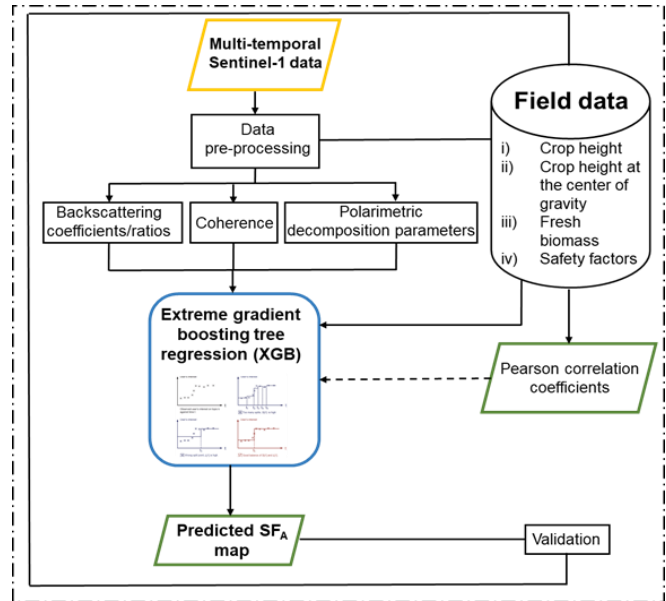 Multi-temporal
Sentinel-1 data
Field data
i) Crop height
ii) Crop height at
the center of
gravity
iii) Fresh
biomass
iv) Safety factors
Data
pre-processing
Backscattering
coefficients/ratios
Coherence
Polarimetric
decomposition parameters
Extreme gradient
boosting tree
regression (XGB)
Pearson correlation
coefficients
Predicted SFA
map
Validation